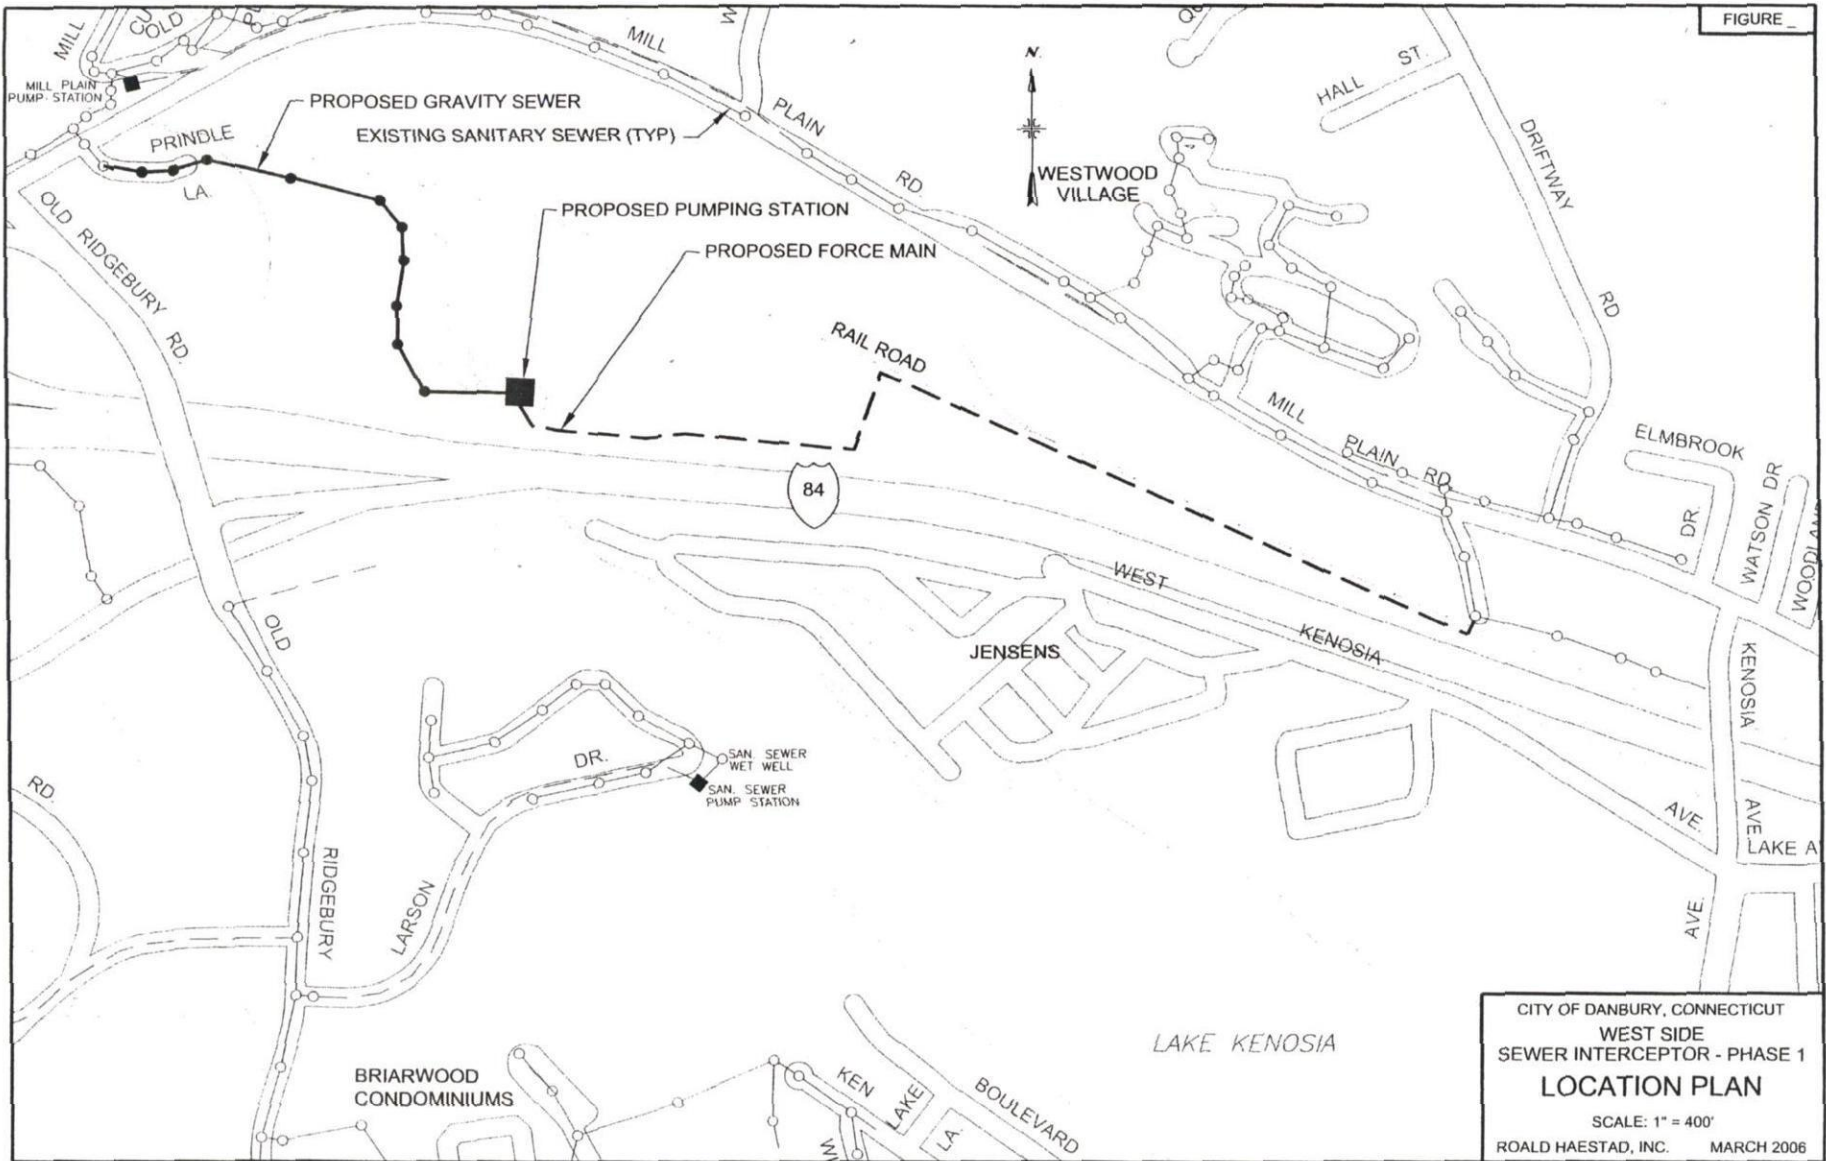 FIGURE _
MILL
OLD
MILL
HALL ST.
MILL PLAIN
PUMP STATION
PROPOSED GRAVITY SEWER
EXISTING SANITARY SEWER (TYP)
PLAIN
RD.
N.
PRINDLE
LA.
WESTWOOD
VILLAGE
DRIFTWAY
RD
OLD RIDGEBURY
RD.
PROPOSED PUMPING STATION
PROPOSED FORCE MAIN
RAIL ROAD
MILL
PLAIN
RD.
ELMBROOK
DR.
WATSON DR
84
WEST
KENOSIA
AVE.
JENSENS
KENOSIA
AVE.
LAKE A
AVE.
OLD
RIDGEBURY
DR.
SAN. SEWER
WET WELL
SAN. SEWER
PUMP STATION
RD.
LARSON
BRIARWOOD
CONDOMINIUMS
KEN
LAKE
LA.
BOULEVARD
LAKE KENOSIA
CITY OF DANBURY, CONNECTICUT
WEST SIDE
SEWER INTERCEPTOR - PHASE 1
LOCATION PLAN
SCALE: 1" = 400'
ROALD HAESTAD, INC. MARCH 2006